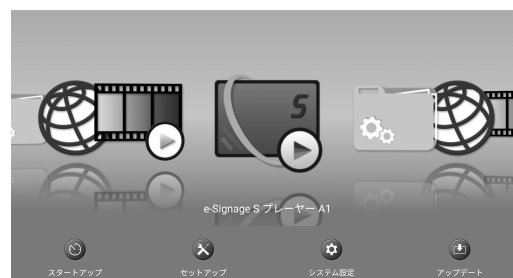 S
e-Signage S プレーヤー A1
スタートアップ
セットアップ
システム設定
アップデート